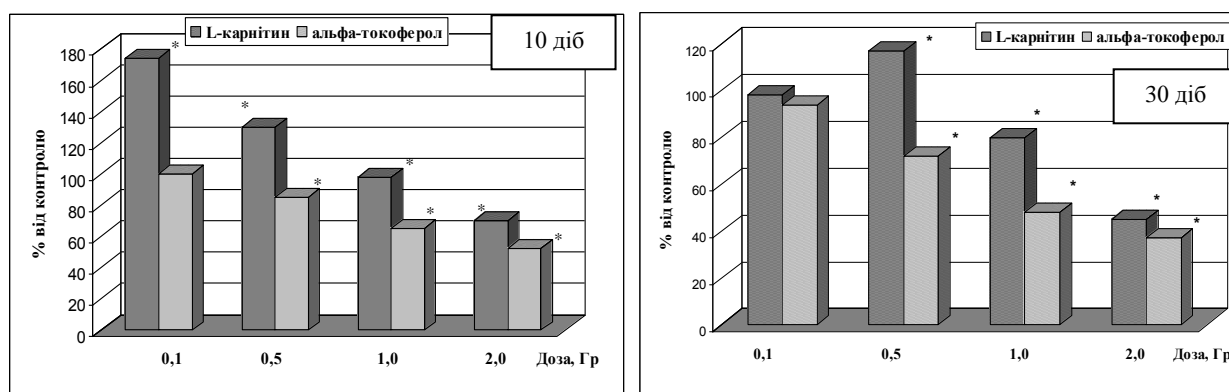 L-карнітин альфа-токоферол
10 діб
% від контролю
180
160
140
120
100
80
60
40
20
0
* * * * * * *
0,1 0,5 1,0 2,0 Доза, Гр
L-карнітин альфа-токоферол
30 діб
% від контролю
120
100
80
60
40
20
0
* * * * * *
0,1 0,5 1,0 2,0 Доза, Гр